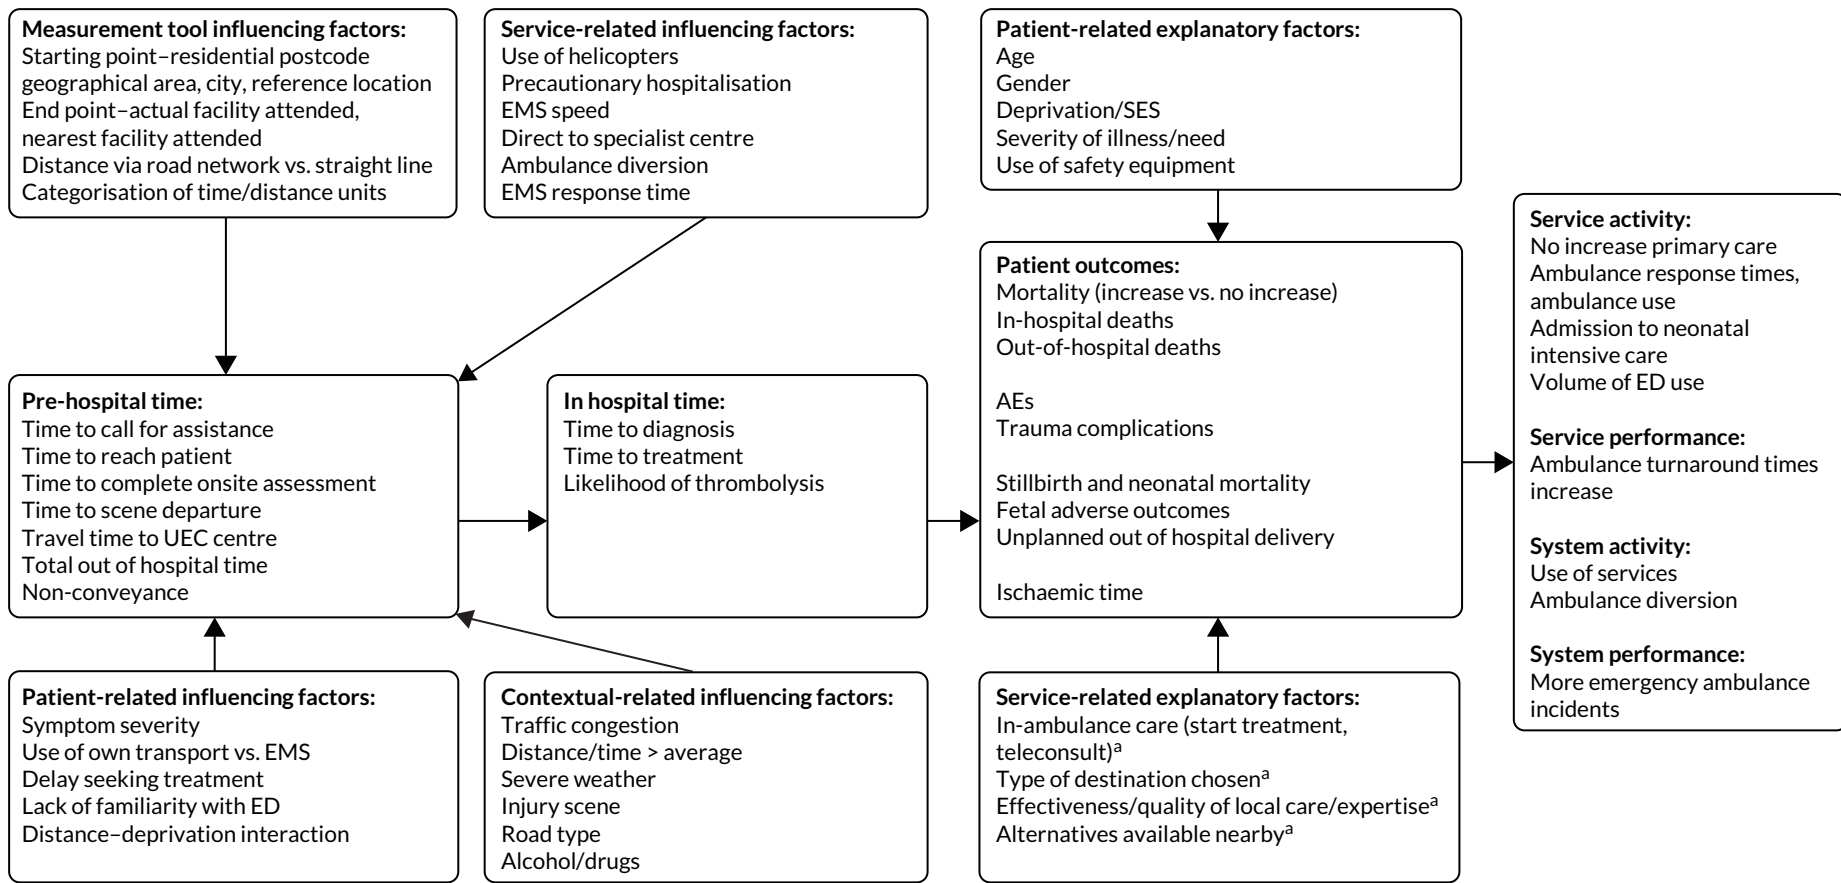 Measurement tool influencing factors:
Starting point–residential postcode
geographical area, city, reference location
End point–actual facility attended,
nearest facility attended
Distance via road network vs. straight line
Categorisation of time/distance units
Service-related influencing factors:
Use of helicopters
Precautionary hospitalisation
EMS speed
Direct to specialist centre
Ambulance diversion
EMS response time
Patient-related explanatory factors:
Age
Gender
Deprivation/SES
Severity of illness/need
Use of safety equipment
Pre-hospital time:
Time to call for assistance
Time to reach patient
Time to complete onsite assessment
Time to scene departure
Travel time to UEC centre
Total out of hospital time
Non-conveyance
In hospital time:
Time to diagnosis
Time to treatment
Likelihood of thrombolysis
Patient outcomes:
Mortality (increase vs. no increase)
In-hospital deaths
Out-of-hospital deaths
AEs
Trauma complications
Stillbirth and neonatal mortality
Fetal adverse outcomes
Unplanned out of hospital delivery
Ischaemic time
Service activity:
No increase primary care
Ambulance response times,
ambulance use
Admission to neonatal
intensive care
Volume of ED use
Service performance:
Ambulance turnaround times
increase
System activity:
Use of services
Ambulance diversion
System performance:
More emergency ambulance
incidents
Patient-related influencing factors:
Symptom severity
Use of own transport vs. EMS
Delay seeking treatment
Lack of familiarity with ED
Distance–deprivation interaction
Contextual-related influencing factors:
Traffic congestion
Distance/time > average
Severe weather
Injury scene
Road type
Alcohol/drugs
Service-related explanatory factors:
In-ambulance care (start treatment,
teleconsult)ᵃ
Type of destination chosenᵃ
Effectiveness/quality of local care/expertiseᵃ
Alternatives available nearbyᵃ